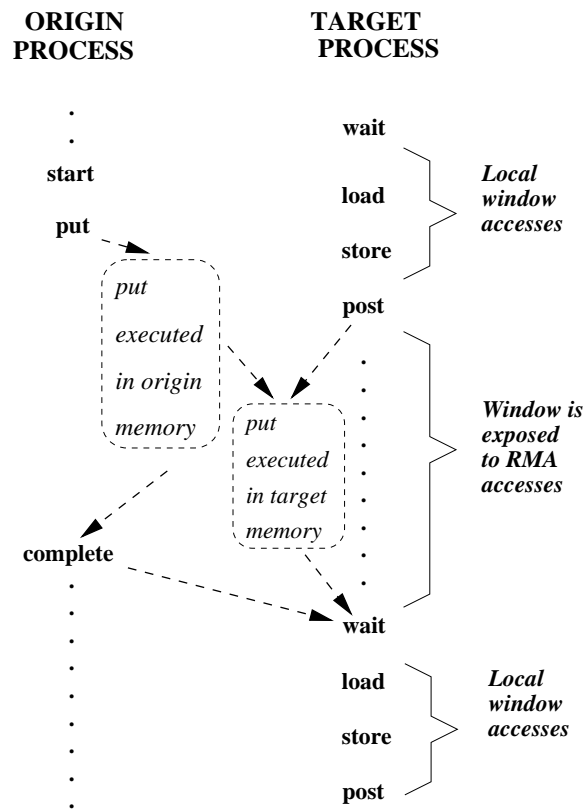 ORIGIN
PROCESS
TARGET
PROCESS
wait
start
load
put
store
Local
window
accesses
put
executed
in origin
memory
post
put
executed
in target
memory
Window is
exposed
to RMA
accesses
complete
wait
load
store
post
Local
window
accesses